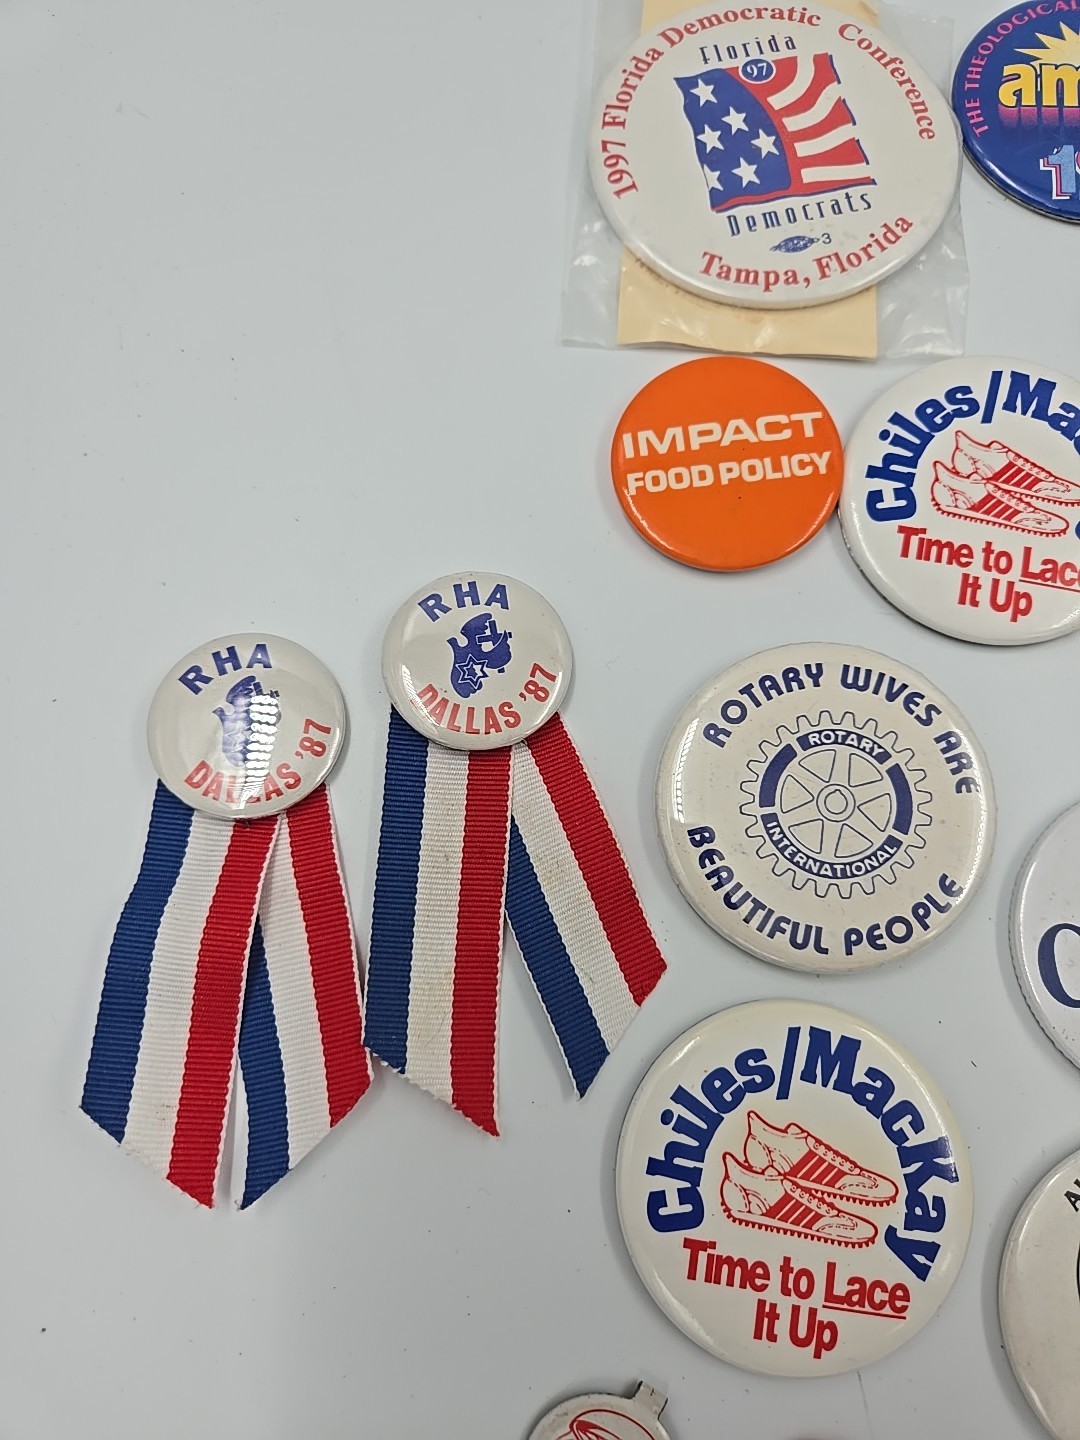 1997 Florida Democratic Conference
Florida
97
Democrats
3
Tampa, Florida
THE THEOLOGICAL
IMPACT
FOOD POLICY
Chiles/Ma
Time to Lac
It Up
RHA
DALLAS '87
RHA
DALLAS '87
ROTARY WIVES ARE
ROTARY
INTERNATIONAL
BEAUTIFUL PEOPLE
Chiles/MacKay
Time to Lace
It Up